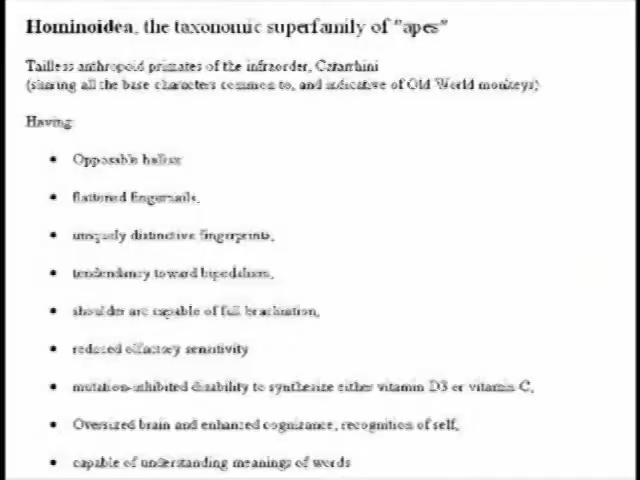 Hominoidea, the taxonomic superfamily of "apes"
Tailless anthropoid primates of the infraorder, Catarrhini
(sharing all the base characters common to, and indicative of Old World monkeys)
Having:
• Opposable hallux
• flattened fingernails,
• uniquely distinctive fingerprints,
• tendendancy toward bipedalism,
• shoulder are capable of full brachiation,
• reduced olfactory sensitivity
• mutation-inhibited disability to synthesize either vitamin D3 or vitamin C,
• Oversized brain and enhanced cognizance, recognition of self,
• capable of understanding meanings of words